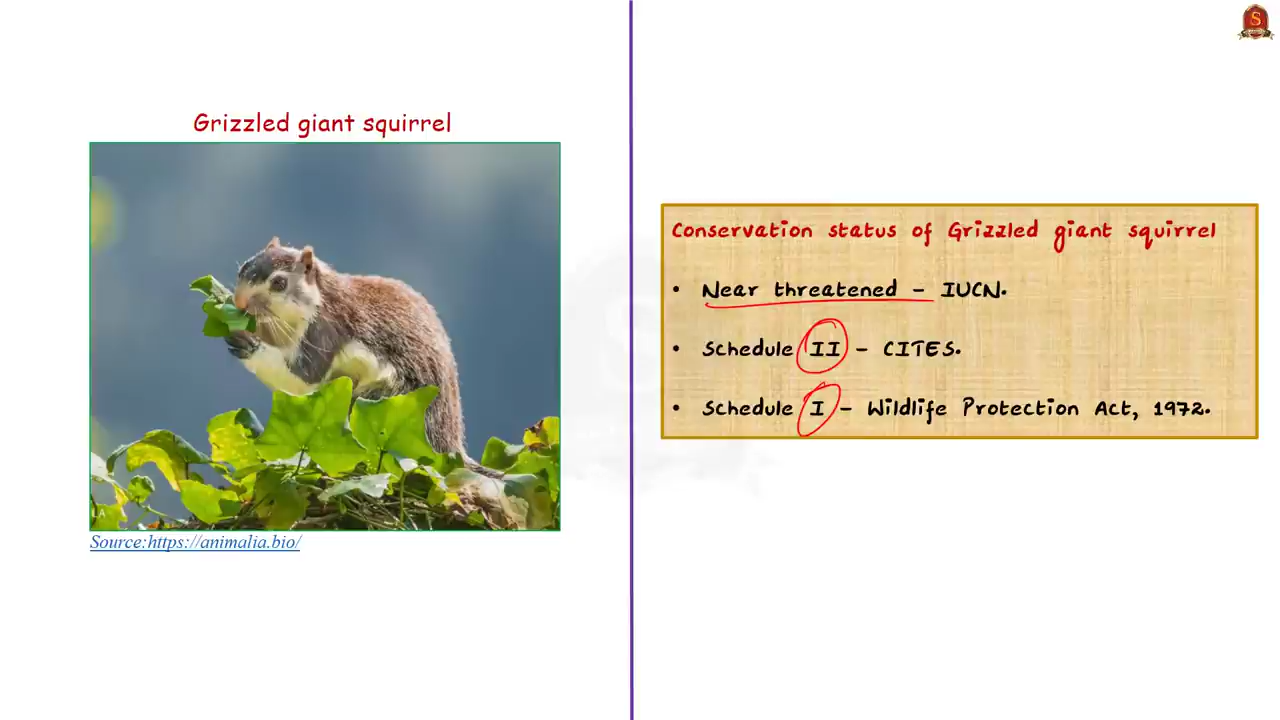 Grizzled giant squirrel
Source:https://animalia.bio/
Conservation status of Grizzled giant squirrel
• Near threatened - IUCN.
• Schedule II - CITES.
• Schedule I - Wildlife Protection Act, 1972.
S